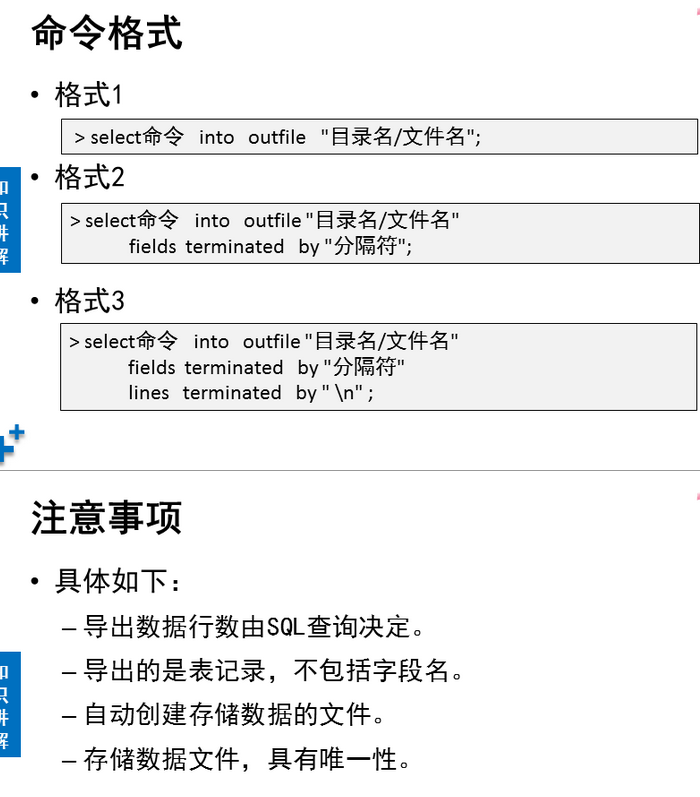 命令格式
• 格式1
> select命令 into outfile "目录名/文件名";
• 格式2
> select命令 into outfile "目录名/文件名"
fields terminated by "分隔符";
• 格式3
> select命令 into outfile "目录名/文件名"
fields terminated by "分隔符"
lines terminated by " \n" ;
注意事项
• 具体如下：
– 导出数据行数由SQL查询决定。
– 导出的是表记录，不包括字段名。
– 自动创建存储数据的文件。
– 存储数据文件，具有唯一性。